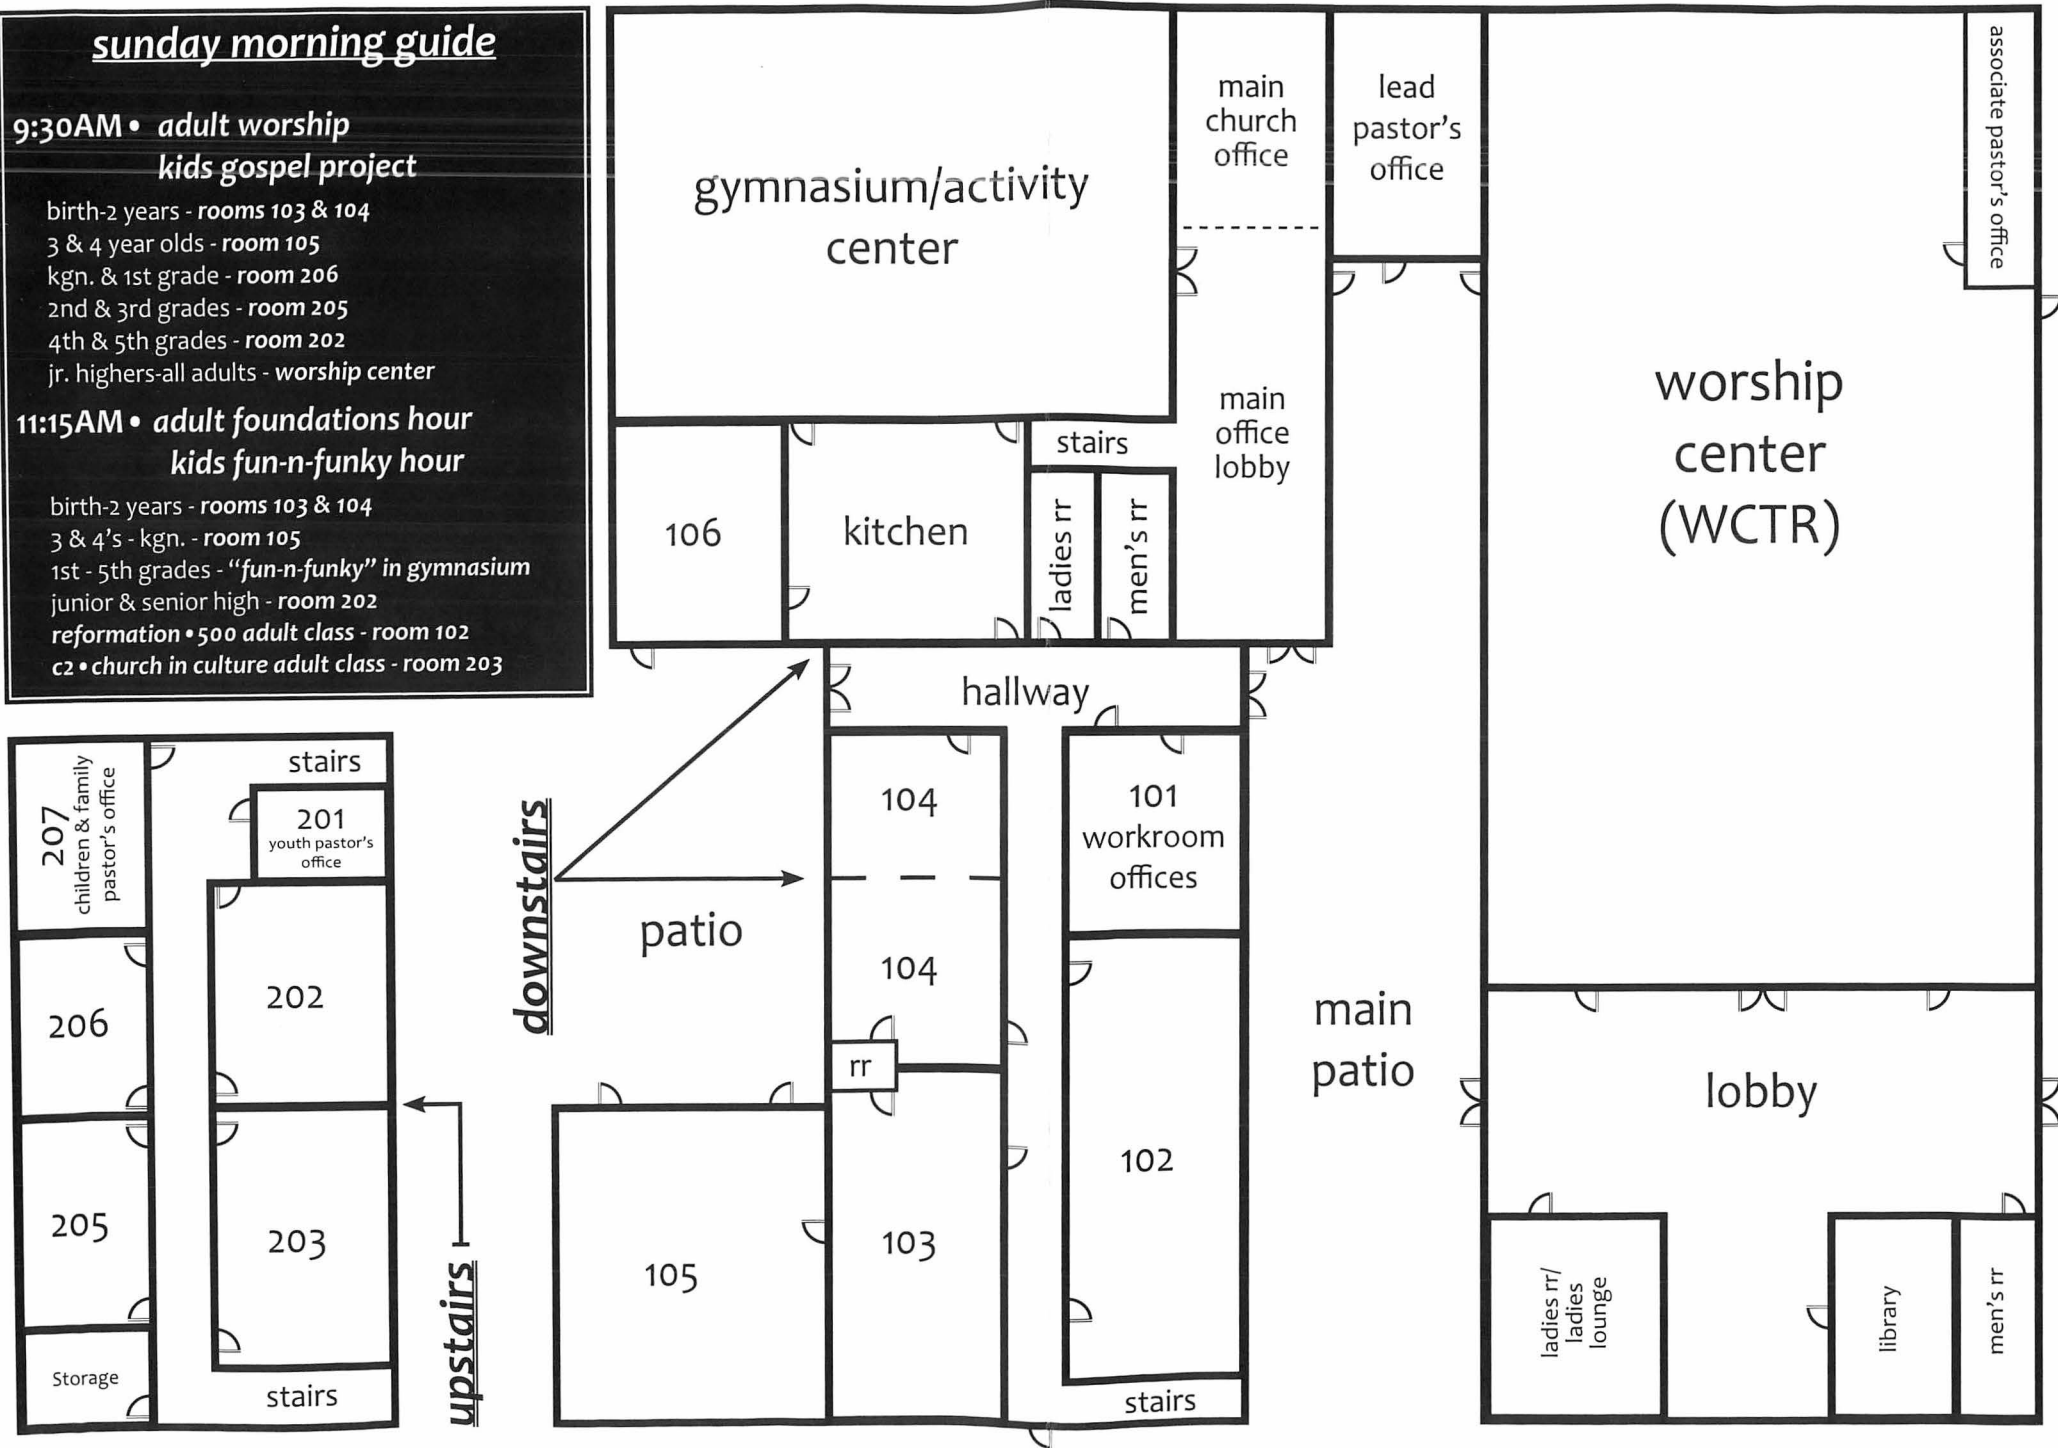 sunday morning guide
9:30AM • adult worship
kids gospel project
birth-2 years - rooms 103 & 104
3 & 4 year olds - room 105
kgn. & 1st grade - room 206
2nd & 3rd grades - room 205
4th & 5th grades - room 202
jr. highers-all adults - worship center
11:15AM • adult foundations hour
kids fun-n-funky hour
birth-2 years - rooms 103 & 104
3 & 4's - kgn. - room 105
1st - 5th grades - “fun-n-funky” in gymnasium
junior & senior high - room 202
reformation • 500 adult class - room 102
c2 • church in culture adult class - room 203
gymnasium/activity
center
main
church
office
lead
pastor's
office
associate pastor's office
main
office
lobby
stairs
106
kitchen
ladies rr
men's rr
worship
center
(WCTR)
hallway
104
104
101
workroom
offices
downstairs
patio
rr
102
103
105
stairs
main
patio
lobby
ladies rr/
ladies
lounge
library
men's rr
stairs
207
children & family
pastor's office
201
youth pastor's
office
202
206
205
203
Storage
stairs
upstairs